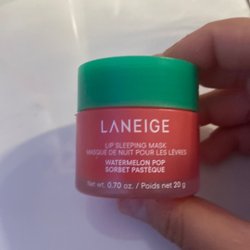 LANEIGE
LIP SLEEPING MASK
MASQUE DE NUIT POUR LES LÈVRES
WATERMELON POP
SORBET PASTÈQUE
Net wt. 0.70 oz. / Poids net 20 g